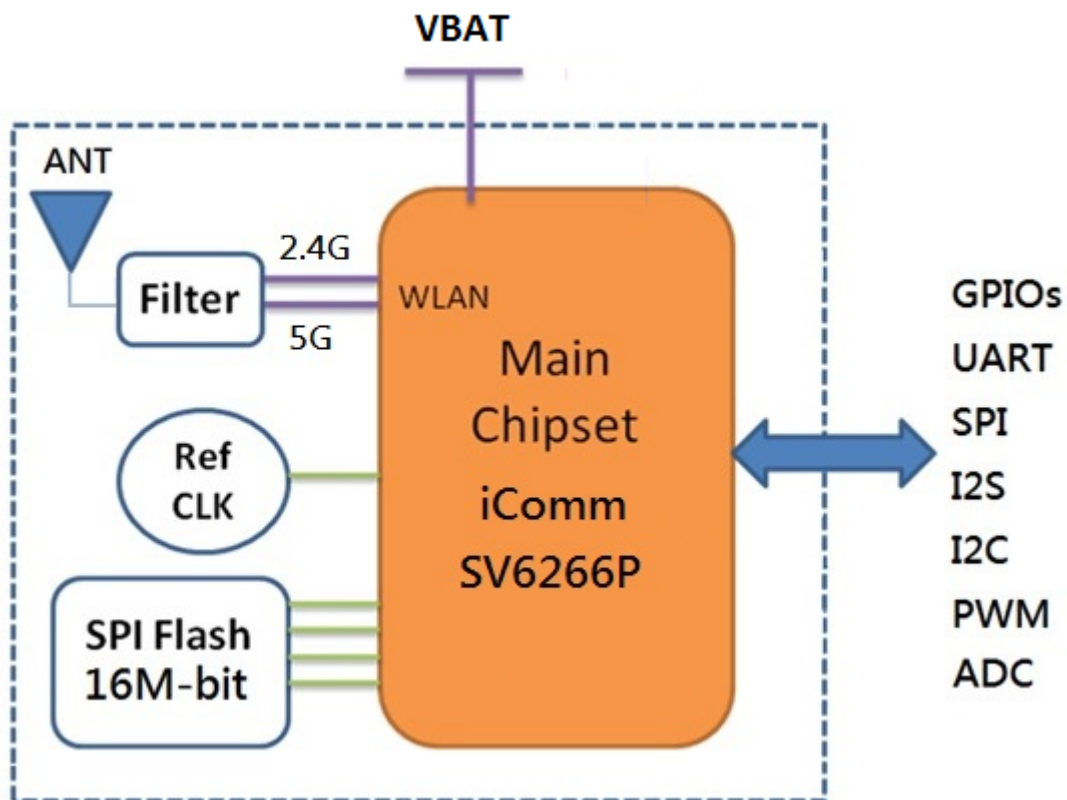 VBAT
ANT
2.4G
Filter
5G
WLAN
Main
Chipset
iComm
SV6266P
Ref
CLK
SPI Flash
16M-bit
GPIOs
UART
SPI
I2S
I2C
PWM
ADC